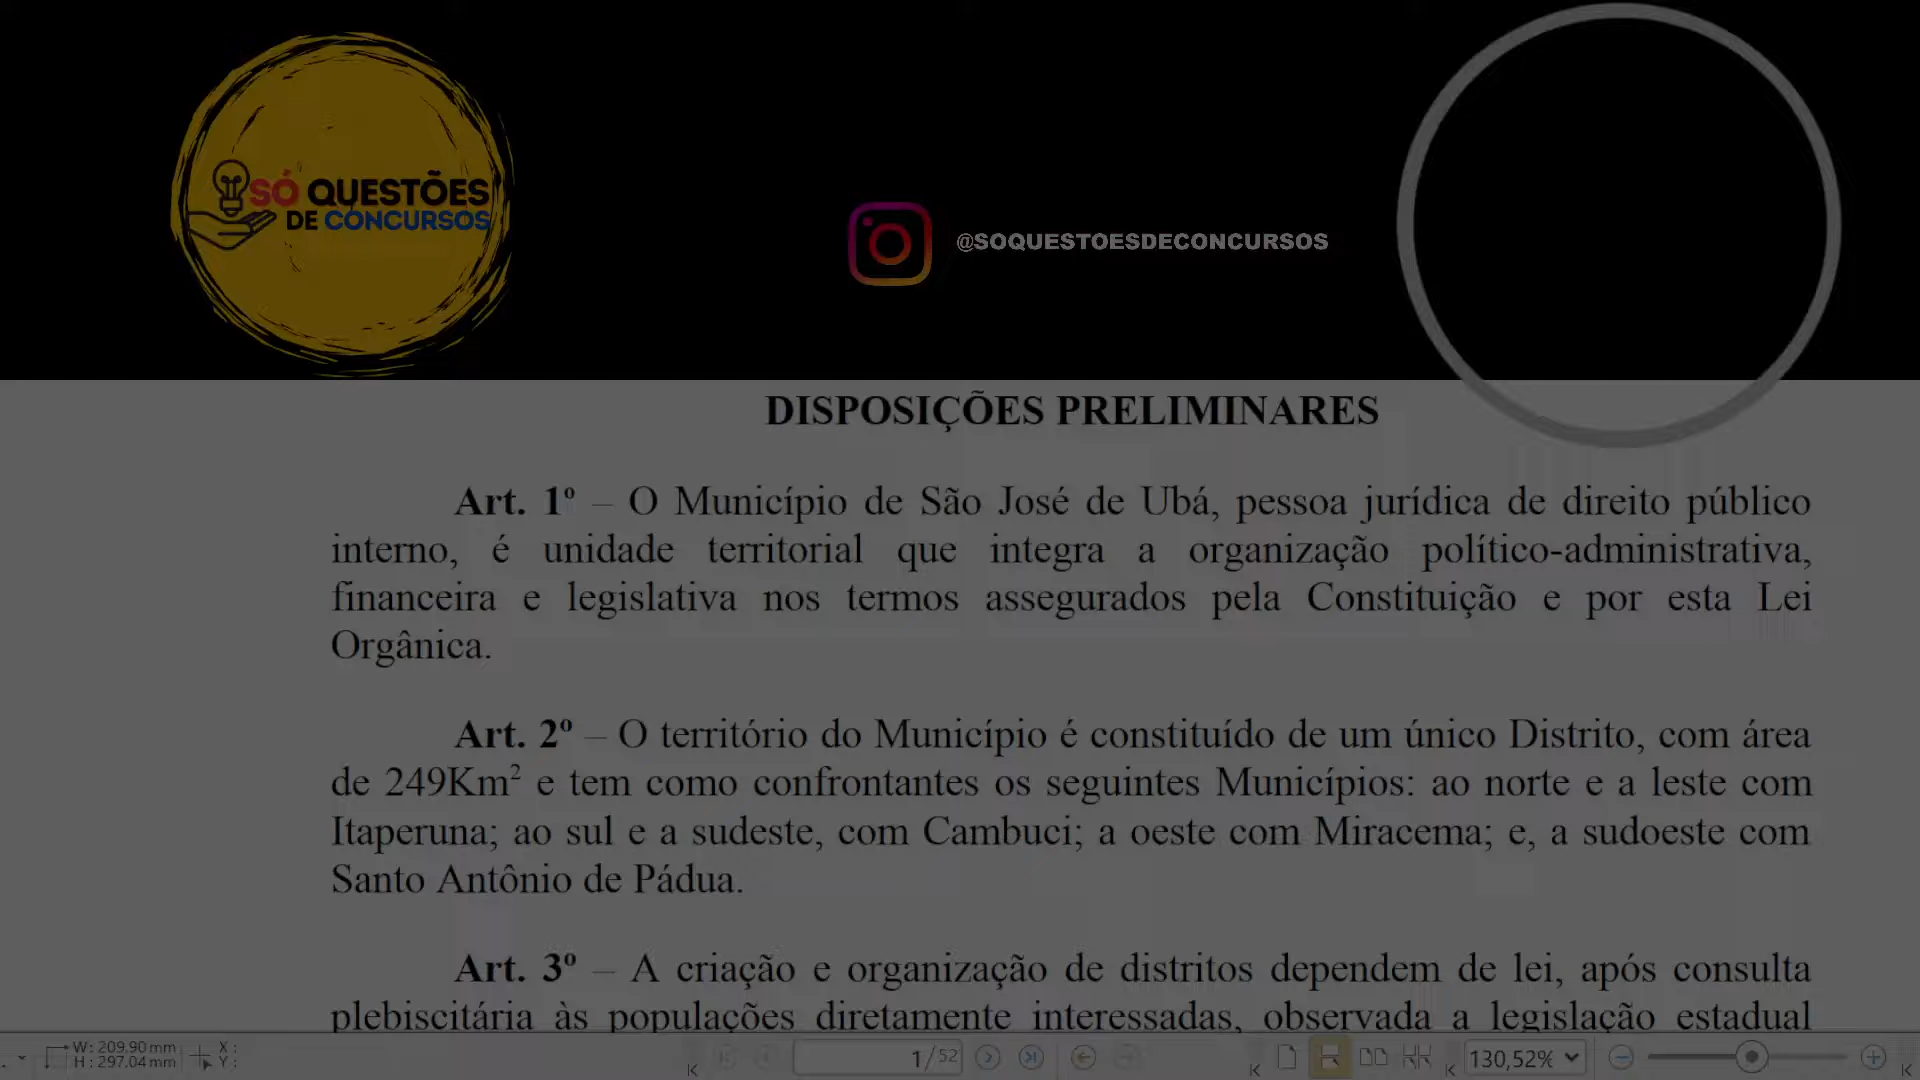 SÓ QUESTÕES
DE CONCURSOS
@SOQUESTOESDECONCURSOS
DISPOSIÇÕES PRELIMINARES
Art. 1º – O Município de São José de Ubá, pessoa jurídica de direito público
interno, é unidade territorial que integra a organização político-administrativa,
financeira e legislativa nos termos assegurados pela Constituição e por esta Lei
Orgânica.
Art. 2º – O território do Município é constituído de um único Distrito, com área
de 249Km² e tem como confrontantes os seguintes Municípios: ao norte e a leste com
Itaperuna; ao sul e a sudeste, com Cambuci; a oeste com Miracema; e, a sudoeste com
Santo Antônio de Pádua.
Art. 3º – A criação e organização de distritos dependem de lei, após consulta
plebiscitária às populações diretamente interessadas, observada a legislação estadual
W: 209.90 mm X :
H : 297.04 mm Y :
1 / 52
130,52%